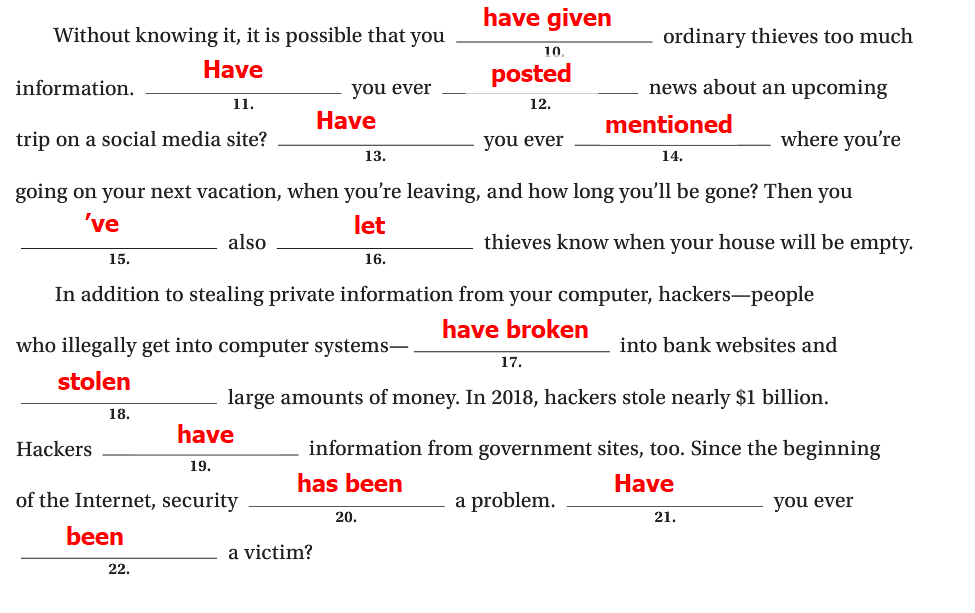 Without knowing it, it is possible that you have given ordinary thieves too much
10.
information. Have you ever posted news about an upcoming
11. 12.
trip on a social media site? Have you ever mentioned where you’re
13. 14.
going on your next vacation, when you’re leaving, and how long you’ll be gone? Then you
’ve also let thieves know when your house will be empty.
15. 16.
In addition to stealing private information from your computer, hackers—people
who illegally get into computer systems— have broken into bank websites and
17.
stolen large amounts of money. In 2018, hackers stole nearly $1 billion.
18.
Hackers have information from government sites, too. Since the beginning
19.
of the Internet, security has been a problem. Have you ever
20. 21.
been a victim?
22.